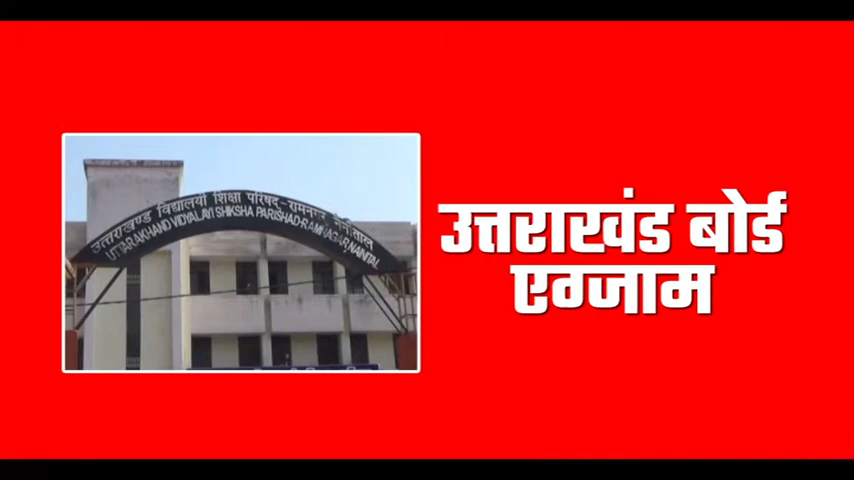 उत्तराखण्ड विद्यालयी शिक्षा परिषद-रामनगर नैनीताल
UTTARAKHAND VIDYALAYI SHIKSHA PARISHAD-RAMNAGAR, NAINITAL
उत्तराखंड बोर्ड
एग्जाम